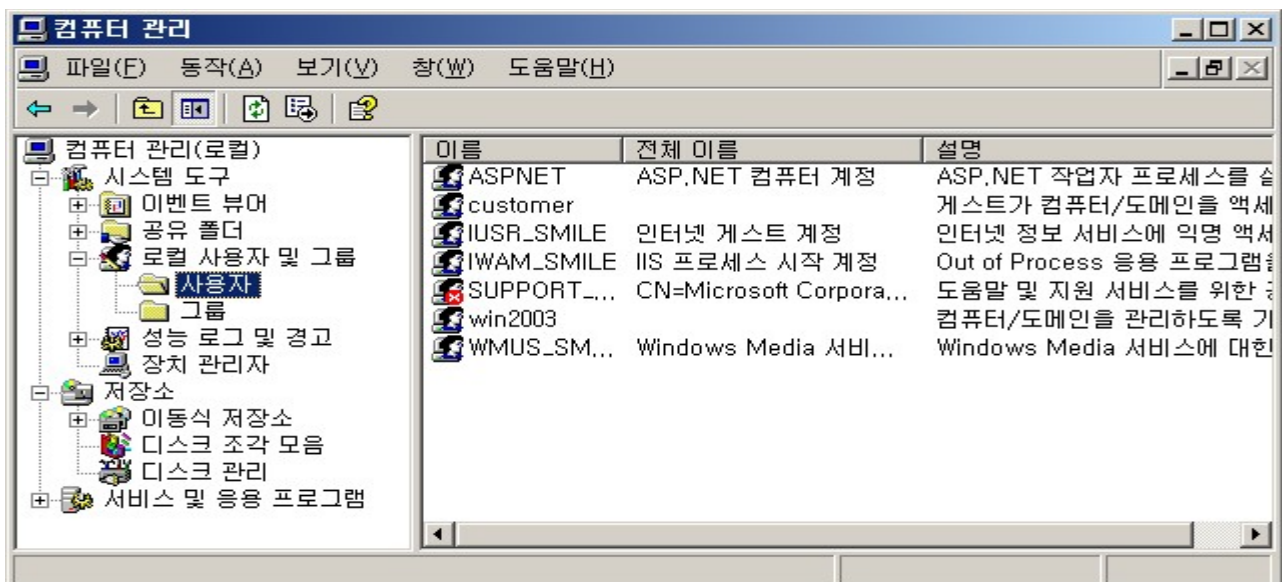 컴퓨터 관리
파일(F) 동작(A) 보기(V) 창(W) 도움말(H)
컴퓨터 관리(로컬)
시스템 도구
이벤트 뷰어
공유 폴더
로컬 사용자 및 그룹
사용자
그룹
성능 로그 및 경고
장치 관리자
저장소
이동식 저장소
디스크 조각 모음
디스크 관리
서비스 및 응용 프로그램
이름 전체 이름 설명
ASPNET ASP.NET 컴퓨터 계정 ASP.NET 작업자 프로세스를
customer 게스트가 컴퓨터/도메인을 액세
IUSR_SMILE 인터넷 게스트 계정 인터넷 정보 서비스에 익명 액세
IWAM_SMILE IIS 프로세스 시작 계정 Out of Process 응용 프로그램을
SUPPORT_... CN=Microsoft Corpora... 도움말 및 지원 서비스를 위한
win2003 컴퓨터/도메인을 관리하도록 기
WMUS_SM... Windows Media 서비... Windows Media 서비스에 대한